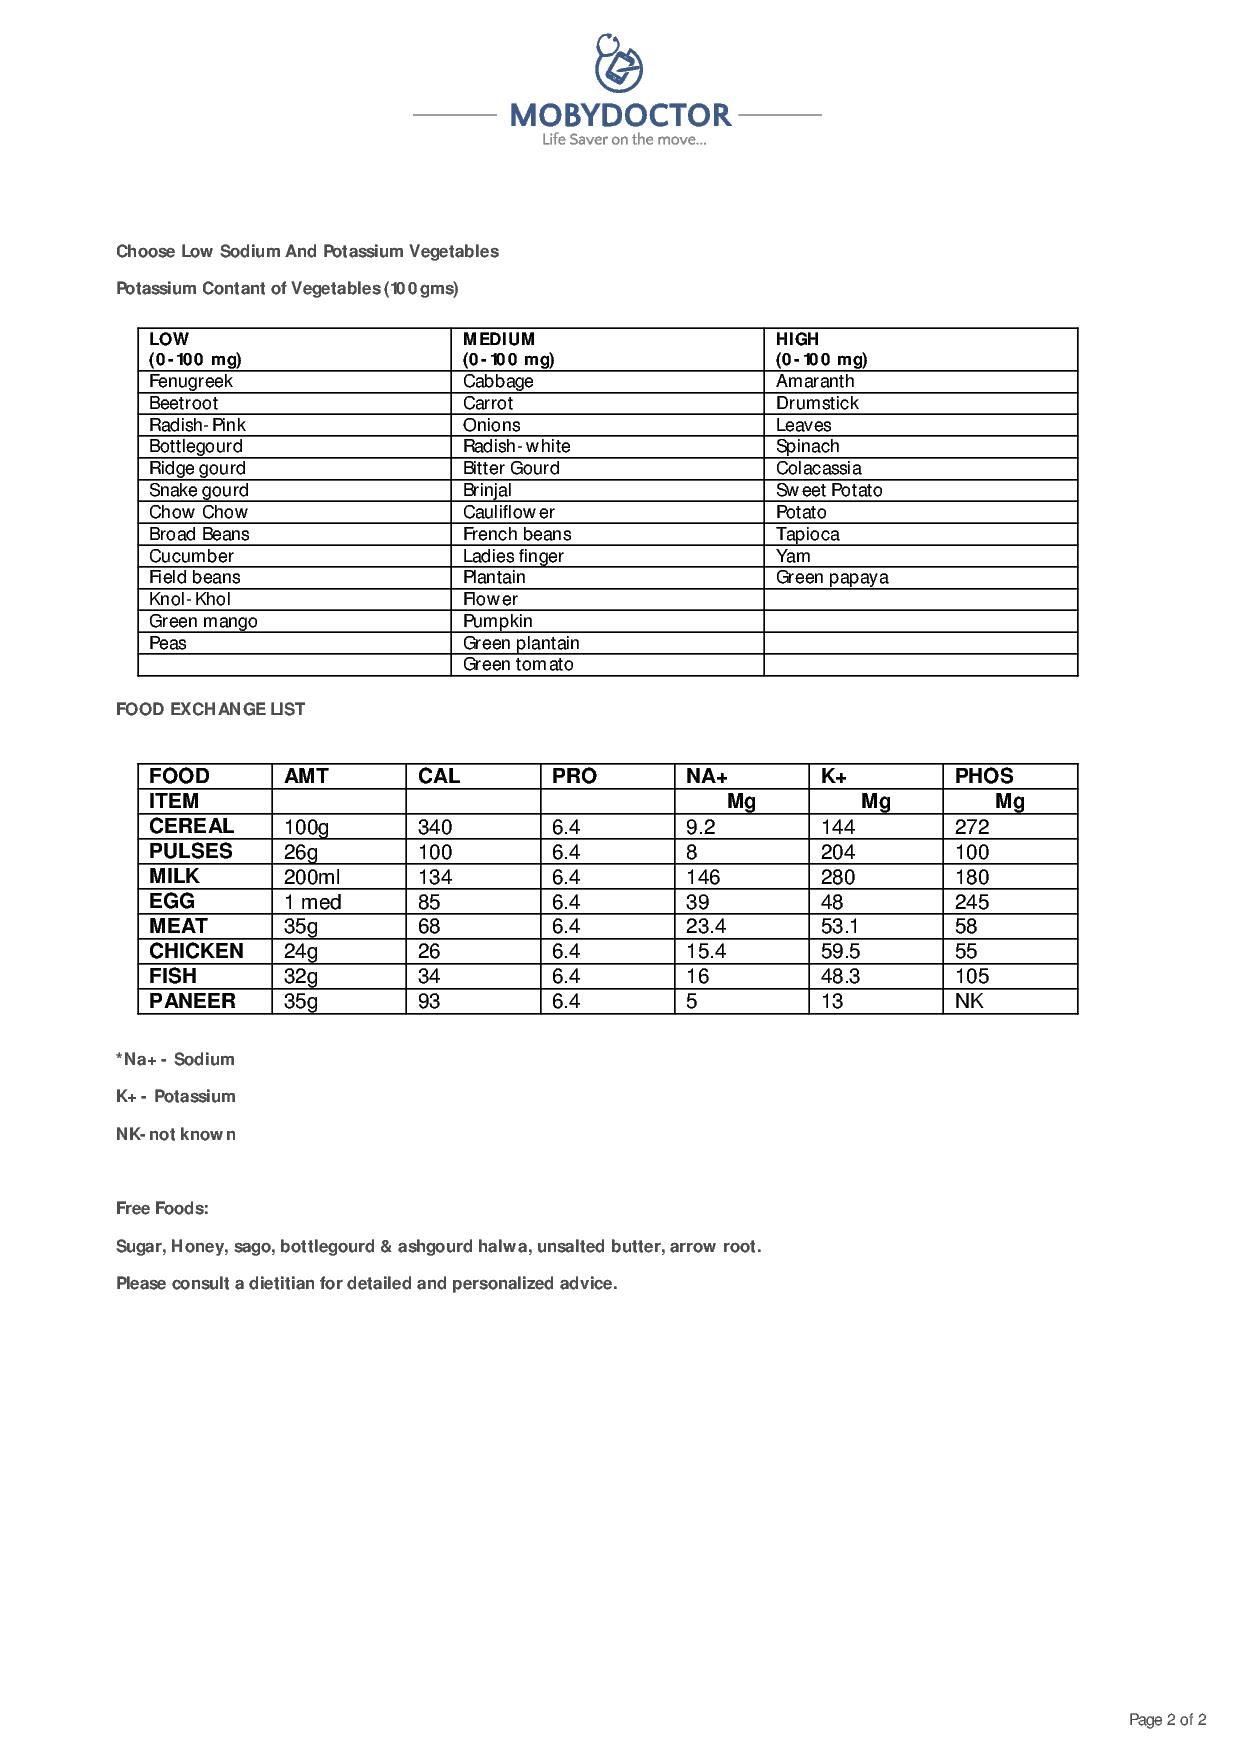 MOBYDOCTOR
Life Saver on the move...
Choose Low Sodium And Potassium Vegetables
Potassium Contant of Vegetables (100 gms)
LOW MEDIUM HIGH
(0-100 mg) (0-100 mg) (0-100 mg)
Fenugreek Cabbage Amaranth
Beetroot Carrot Drumstick
Radish-Pink Onions Leaves
Bottlegourd Radish-white Spinach
Ridge gourd Bitter Gourd Colacassia
Snake gourd Brinjal Sweet Potato
Chow Chow Cauliflower Potato
Broad Beans French beans Tapioca
Cucumber Ladies finger Yam
Field beans Plantain Green papaya
Knol-Khol Flower
Green mango Pumpkin
Peas Green plantain
Green tomato
FOOD EXCHANGE LIST
FOOD AMT CAL PRO NA+ K+ PHOS
ITEM Mg Mg Mg
CEREAL 100g 340 6.4 9.2 144 272
PULSES 26g 100 6.4 8 204 100
MILK 200ml 134 6.4 146 280 180
EGG 1 med 85 6.4 39 48 245
MEAT 35g 68 6.4 23.4 53.1 58
CHICKEN 24g 26 6.4 15.4 59.5 55
FISH 32g 34 6.4 16 48.3 105
PANEER 35g 93 6.4 5 13 NK
*Na+ - Sodium
K+ - Potassium
NK- not known
Free Foods:
Sugar, Honey, sago, bottlegourd & ashgourd halwa, unsalted butter, arrow root.
Please consult a dietitian for detailed and personalized advice.
Page 2 of 2